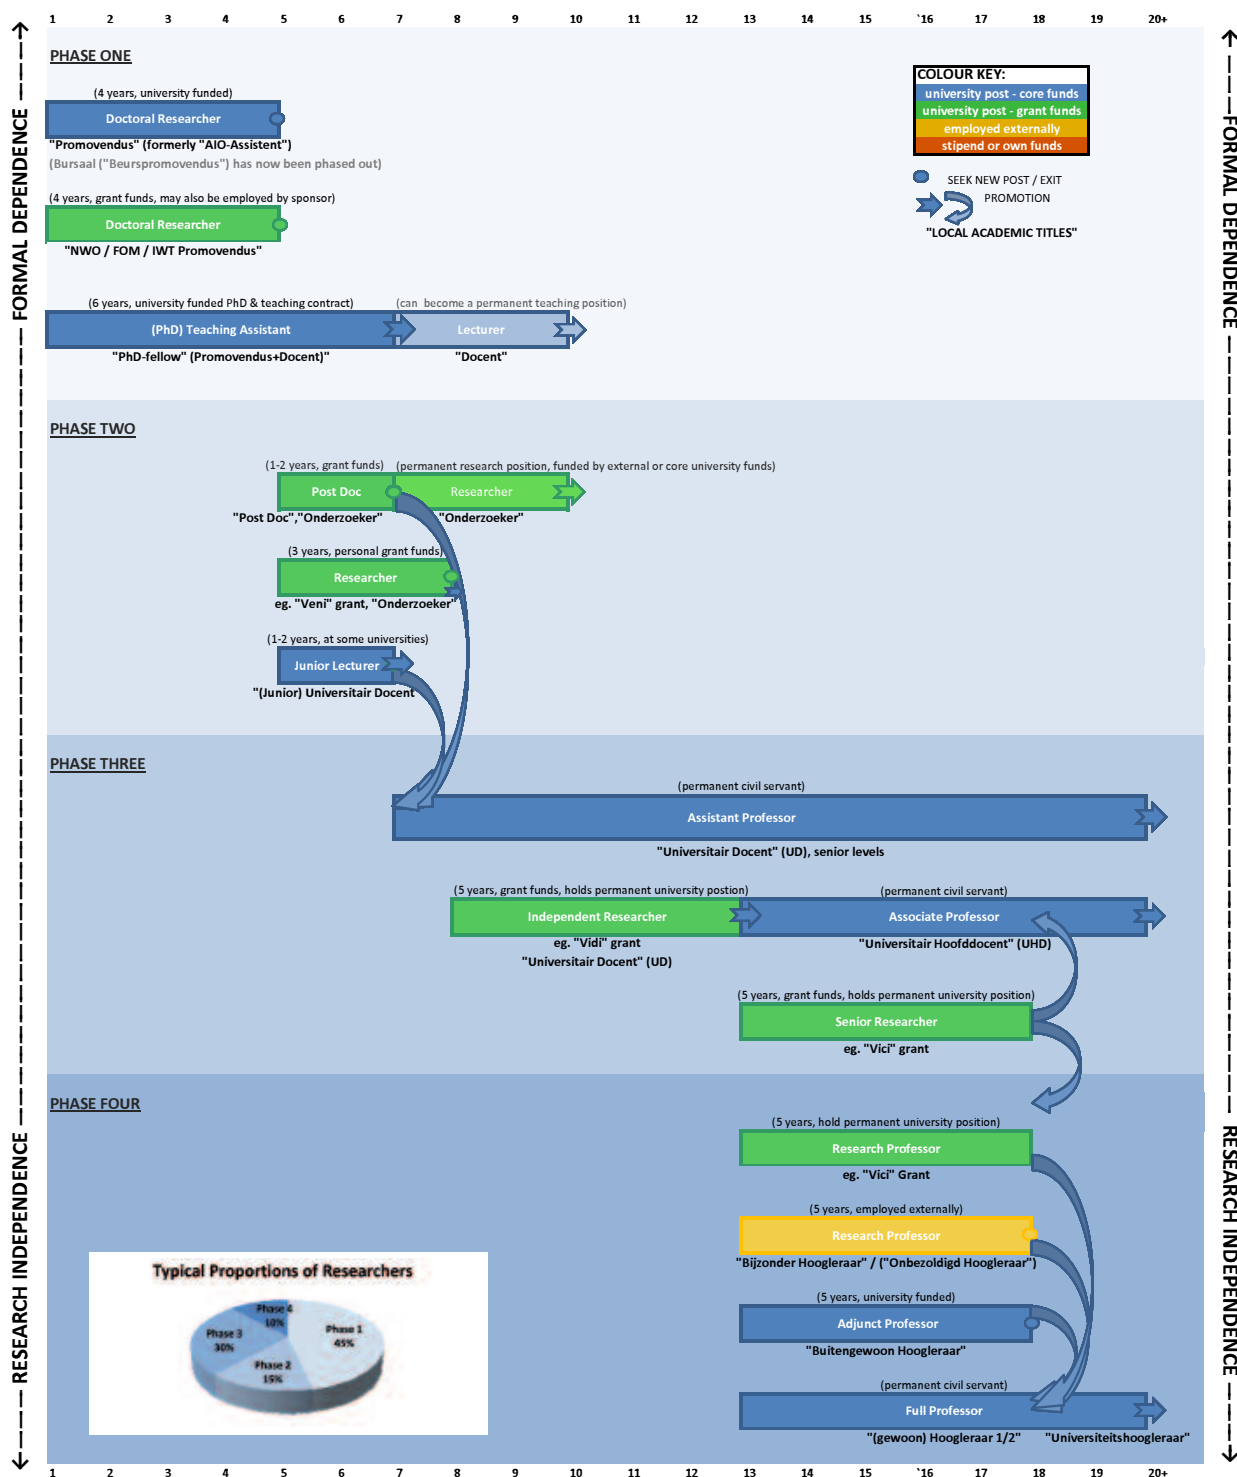 1 2 3 4 5 6 7 8 9 10 11 12 13 14 15 `16 17 18 19 20+
FORMAL DEPENDENCE
RESEARCH INDEPENDENCE
FORMAL DEPENDENCE
RESEARCH INDEPENDENCE
PHASE ONE
COLOUR KEY:
university post - core funds
university post - grant funds
employed externally
stipend or own funds
SEEK NEW POST / EXIT
PROMOTION
"LOCAL ACADEMIC TITLES"
(4 years, university funded)
Doctoral Researcher
"Promovendus" (formerly "AIO-Assistent")
(Bursaal ("Beurspromovendus") has now been phased out)
(4 years, grant funds, may also be employed by sponsor)
Doctoral Researcher
"NWO / FOM / IWT Promovendus"
(6 years, university funded PhD & teaching contract)
(can become a permanent teaching position)
(PhD) Teaching Assistant
Lecturer
"PhD-fellow" (Promovendus+Docent)"
"Docent"
PHASE TWO
(1-2 years, grant funds)
(permanent research position, funded by external or core university funds)
Post Doc
Researcher
"Post Doc","Onderzoeker"
"Onderzoeker"
(3 years, personal grant funds)
Researcher
eg. "Veni" grant, "Onderzoeker"
(1-2 years, at some universities)
Junior Lecturer
"(Junior) Universitair Docent
PHASE THREE
(permanent civil servant)
Assistant Professor
"Universitair Docent" (UD), senior levels
(5 years, grant funds, holds permanent university postion)
(permanent civil servant)
Independent Researcher
Associate Professor
eg. "Vidi" grant
"Universitair Hoofddocent" (UHD)
"Universitair Docent" (UD)
(5 years, grant funds, holds permanent university position)
Senior Researcher
eg. "Vici" grant
PHASE FOUR
(5 years, hold permanent university position)
Research Professor
eg. "Vici" Grant
(5 years, employed externally)
Research Professor
"Bijzonder Hoogleraar" / ("Onbezoldigd Hoogleraar")
(5 years, university funded)
Adjunct Professor
"Buitengewoon Hoogleraar"
(permanent civil servant)
Full Professor
"(gewoon) Hoogleraar 1/2"
"Universiteitshoogleraar"
Typical Proportions of Researchers
Phase 4
10%
Phase 1
45%
Phase 3
30%
Phase 2
15%
1 2 3 4 5 6 7 8 9 10 11 12 13 14 15 `16 17 18 19 20+